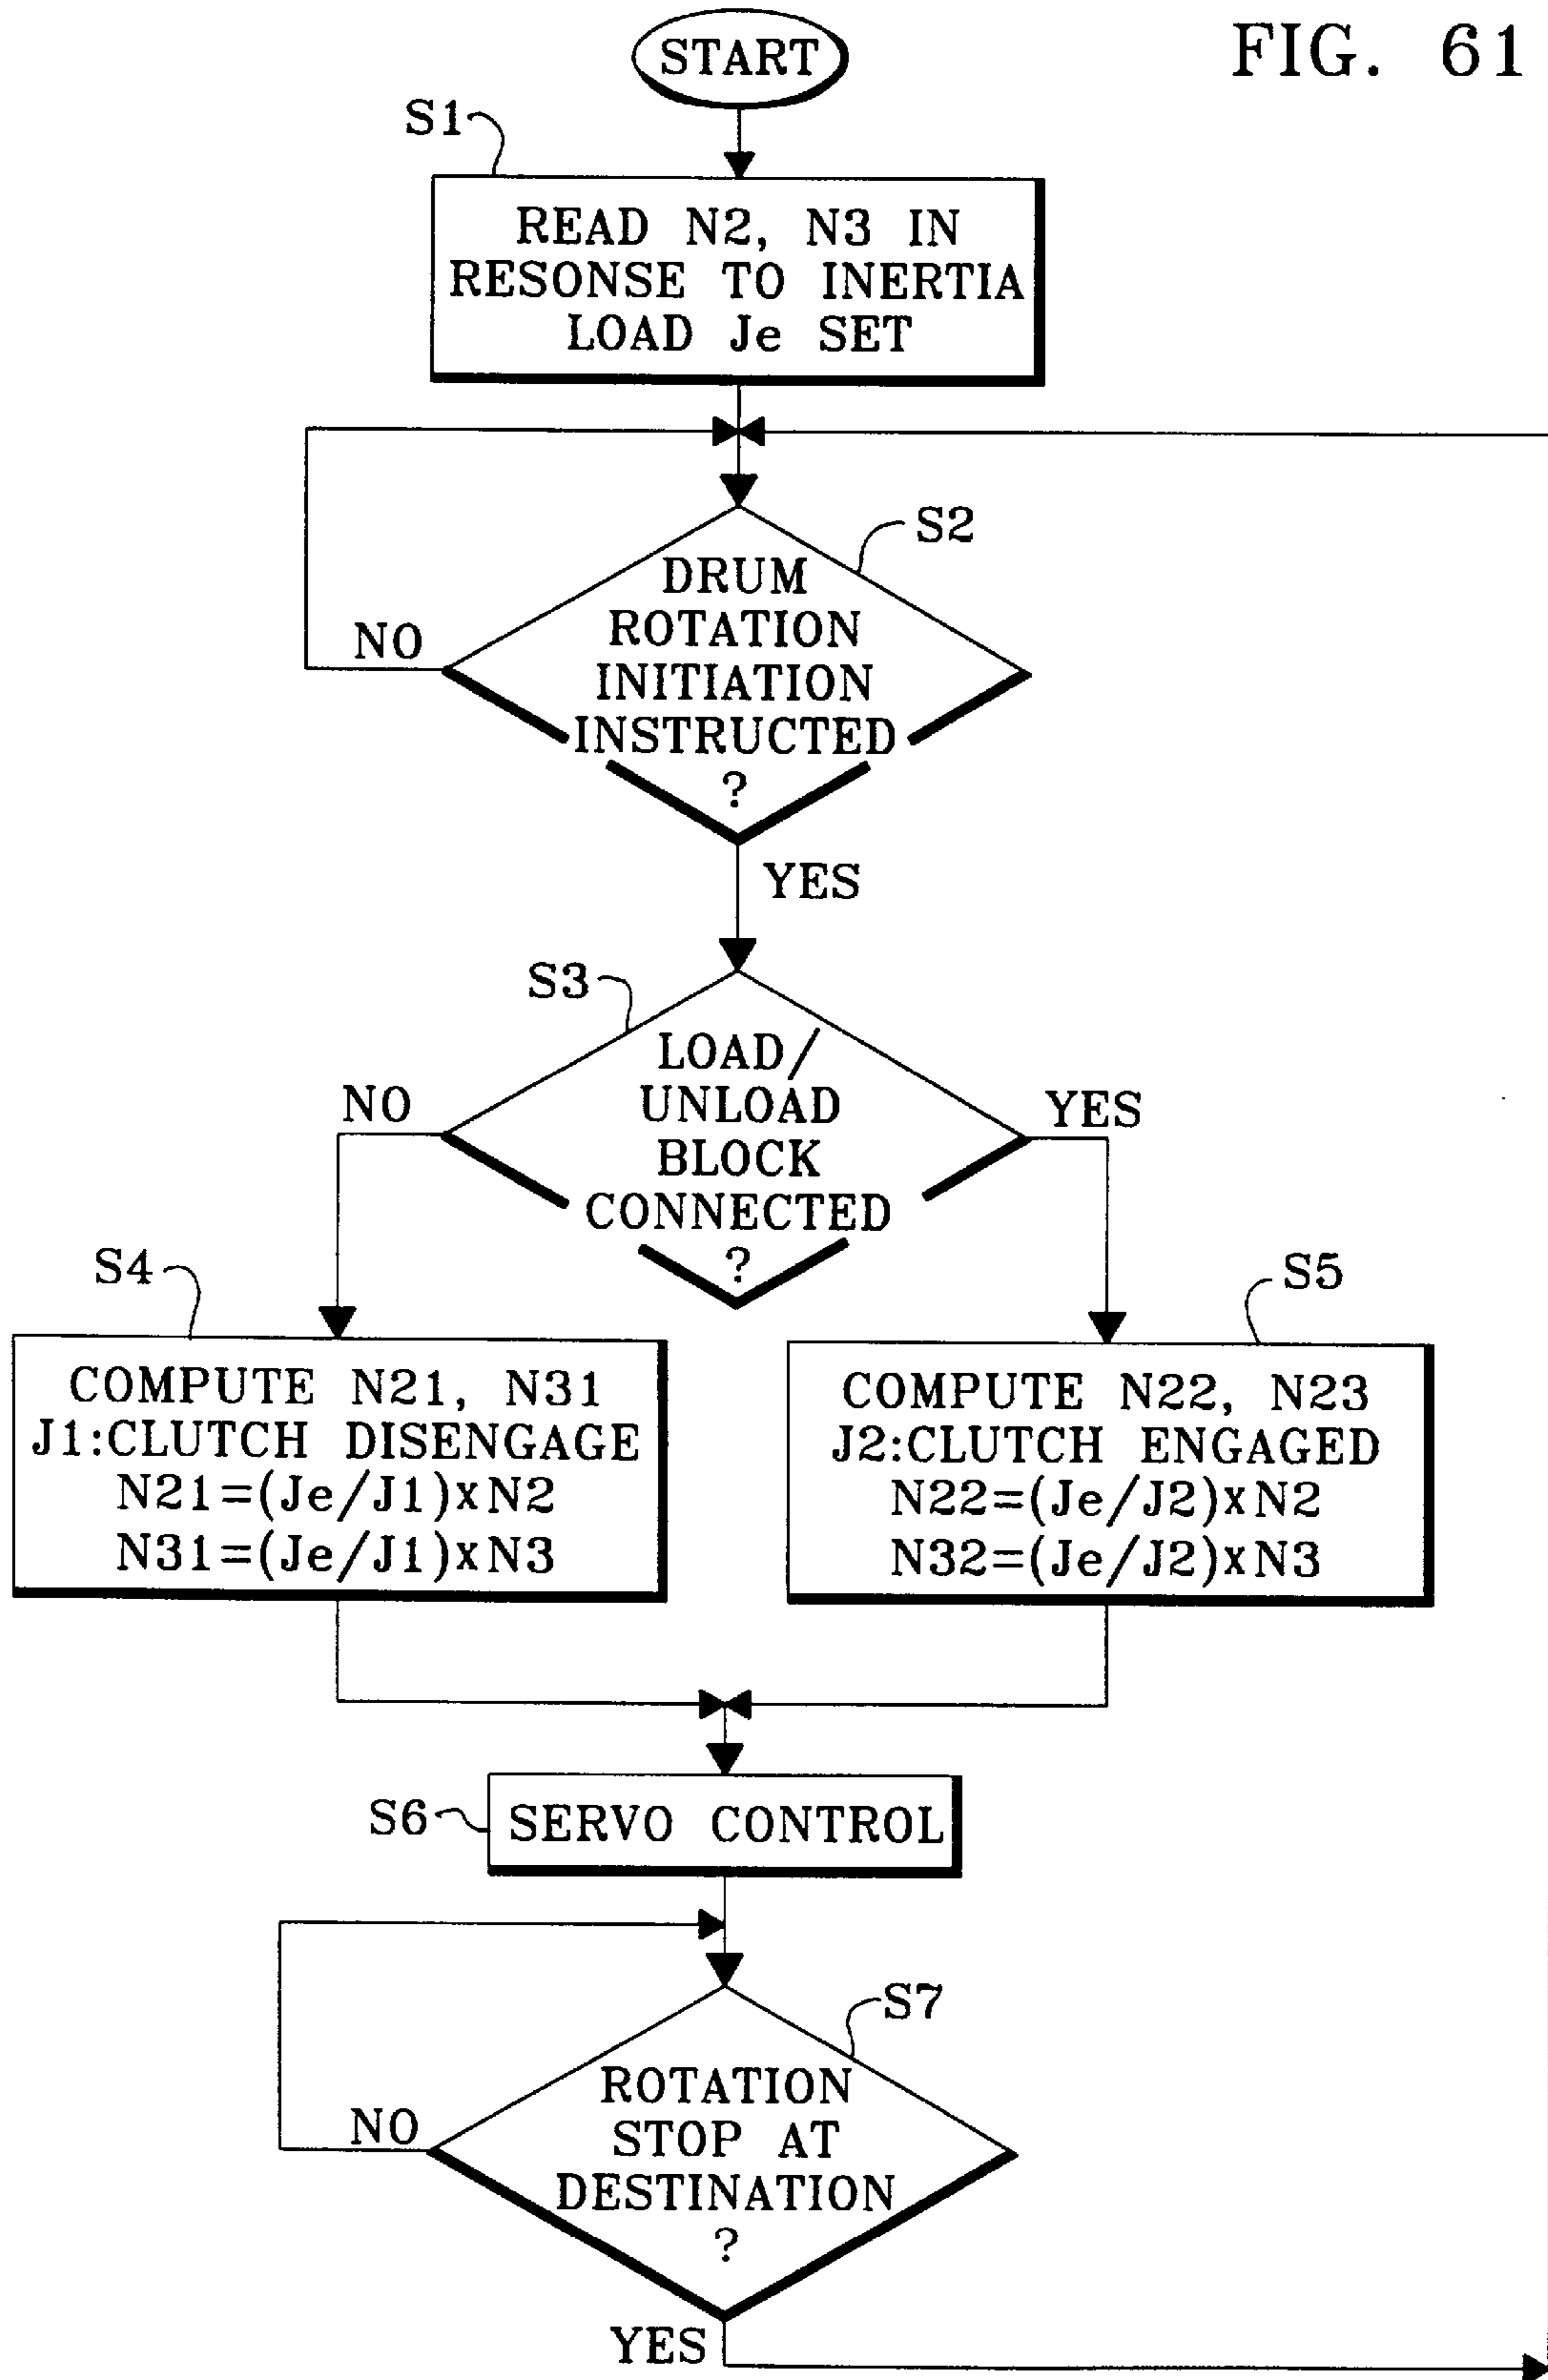 FIG. 61
START
S1
READ N2, N3 IN
RESONSE TO INERTIA
LOAD Je SET
S2
DRUM
ROTATION
INITIATION
INSTRUCTED
?
NO
YES
S3
LOAD/
UNLOAD
BLOCK
CONNECTED
?
NO
YES
S4
COMPUTE N21, N31
J1:CLUTCH DISENGAGE
N21=(Je/J1)xN2
N31=(Je/J1)xN3
S5
COMPUTE N22, N23
J2:CLUTCH ENGAGED
N22=(Je/J2)xN2
N32=(Je/J2)xN3
S6
SERVO CONTROL
S7
ROTATION
STOP AT
DESTINATION
?
NO
YES